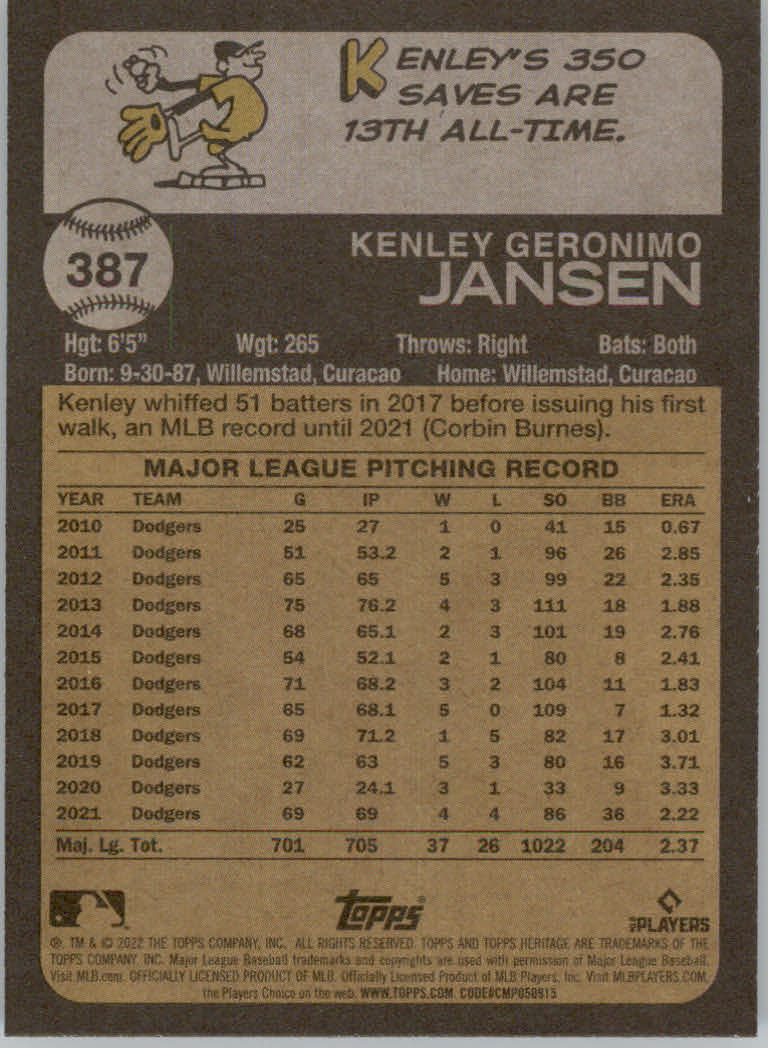 KENLEY'S 350
SAVES ARE
13TH ALL-TIME.
387
KENLEY GERONIMO
JANSEN
Hgt: 6'5" Wgt: 265 Throws: Right Bats: Both
Born: 9-30-87, Willemstad, Curacao Home: Willemstad, Curacao
Kenley whiffed 51 batters in 2017 before issuing his first
walk, an MLB record until 2021 (Corbin Burnes).
MAJOR LEAGUE PITCHING RECORD
YEAR TEAM G IP W L SO BB ERA
2010 Dodgers 25 27 1 0 41 15 0.67
2011 Dodgers 51 53.2 2 1 96 26 2.85
2012 Dodgers 65 65 5 3 99 22 2.35
2013 Dodgers 75 76.2 4 3 111 18 1.88
2014 Dodgers 68 65.1 2 3 101 19 2.76
2015 Dodgers 54 52.1 2 1 80 8 2.41
2016 Dodgers 71 68.2 3 2 104 11 1.83
2017 Dodgers 65 68.1 5 0 109 7 1.32
2018 Dodgers 69 71.2 1 5 82 17 3.01
2019 Dodgers 62 63 5 3 80 16 3.71
2020 Dodgers 27 24.1 3 1 33 9 3.33
2021 Dodgers 69 69 4 4 86 36 2.22
Maj. Lg. Tot. 701 705 37 26 1022 204 2.37
Topps®
MLB PLAYERS
®, TM & © 2022 THE TOPPS COMPANY, INC. ALL RIGHTS RESERVED. TOPPS AND TOPPS HERITAGE ARE TRADEMARKS OF THE
TOPPS COMPANY, INC. Major League Baseball trademarks and copyrights are used with permission of Major League Baseball.
Visit MLB.com. OFFICIALLY LICENSED PRODUCT OF MLB. Officially Licensed Product of MLB Players, Inc. Visit MLBPLAYERS.COM,
the Players Choice on the web. WWW.TOPPS.COM CODE#CMP050915